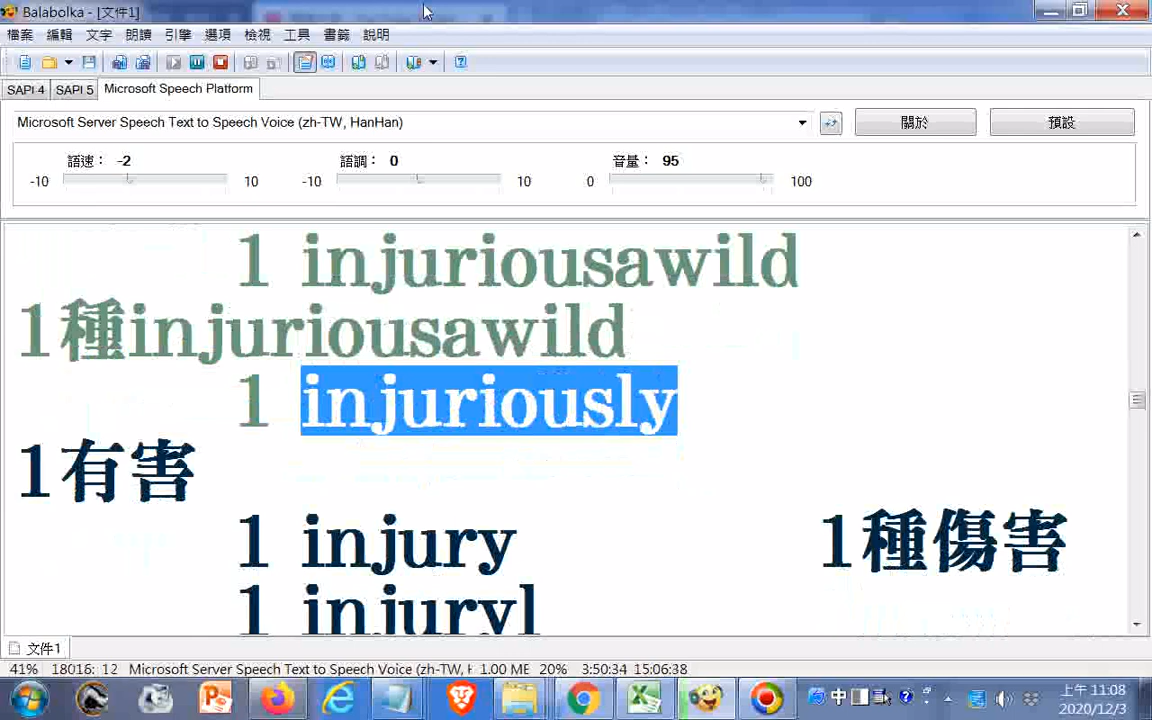 Balabolka - [文件1]
檔案 編輯 文字 朗讀 引擎 選項 檢視 工具 書籤 說明
SAPI 4 SAPI 5 Microsoft Speech Platform
Microsoft Server Speech Text to Speech Voice (zh-TW, HanHan) 關於 預設
語速： -2 語調： 0 音量： 95
-10 10 -10 10 0 100
1 injuriousawild
1種injuriousawild
1 injuriously
1有害
1 injury 1種傷害
1 injuryl
文件1
41% 18016: 12 Microsoft Server Speech Text to Speech Voice (zh-TW, 1.00 ME 20% 3:50:34 15:06:38
中 上午 11:08
2020/12/3